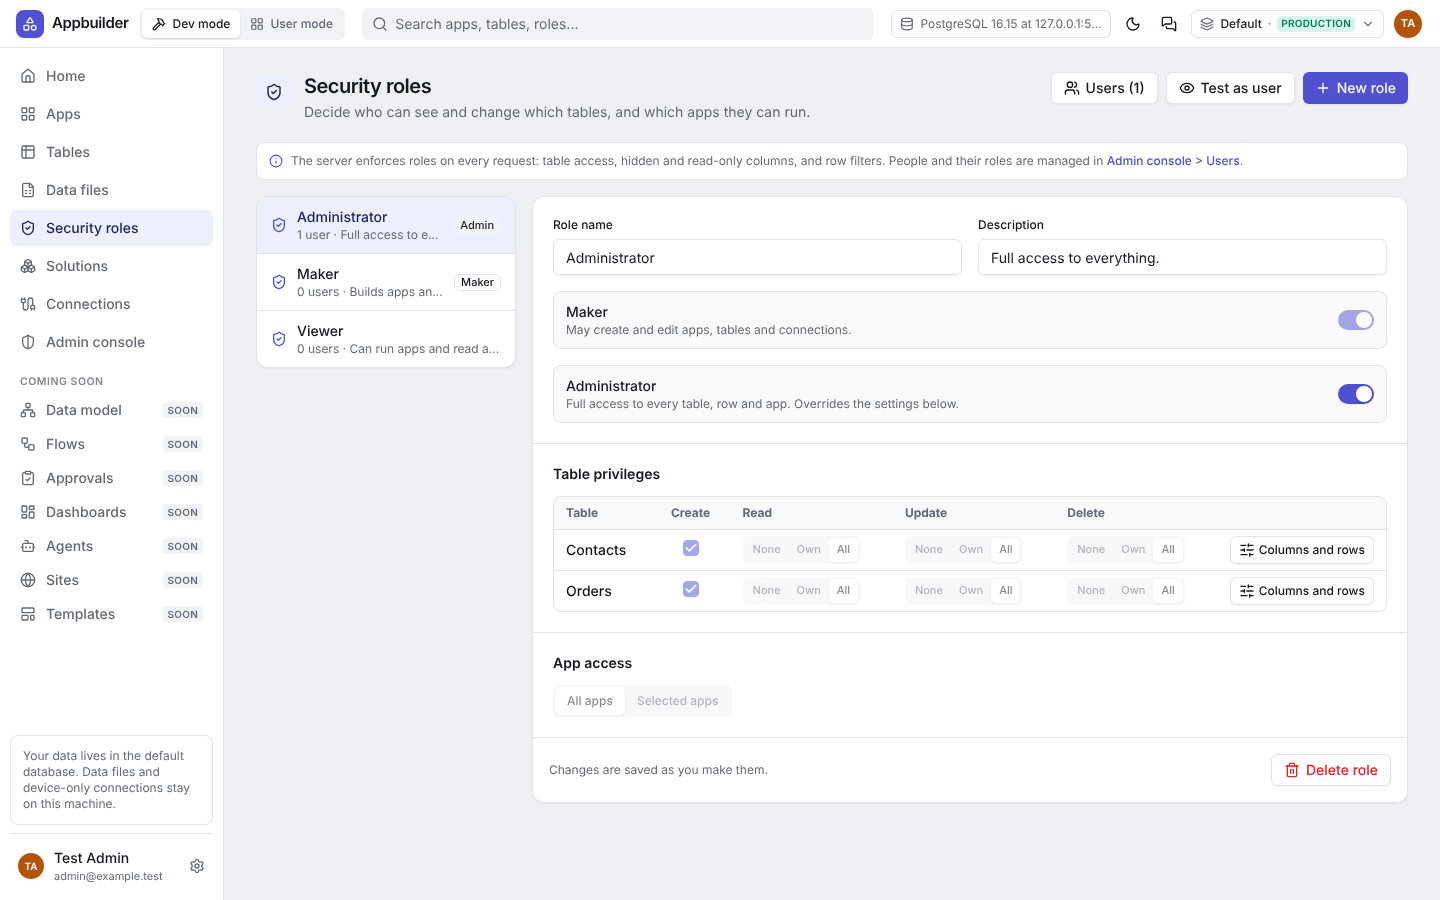 Appbuilder
Dev mode
User mode
Search apps, tables, roles...
PostgreSQL 16.15 at 127.0.0.1:5...
Default · PRODUCTION
TA
Home
Apps
Tables
Data files
Security roles
Solutions
Connections
Admin console
COMING SOON
Data model SOON
Flows SOON
Approvals SOON
Dashboards SOON
Agents SOON
Sites SOON
Templates SOON
Your data lives in the default
database. Data files and
device-only connections stay
on this machine.
TA
Test Admin
admin@example.test
Security roles
Decide who can see and change which tables, and which apps they can run.
Users (1)
Test as user
New role
The server enforces roles on every request: table access, hidden and read-only columns, and row filters. People and their roles are managed in Admin console > Users.
Administrator
1 user · Full access to e...
Admin
Maker
0 users · Builds apps an...
Maker
Viewer
0 users · Can run apps and read a...
Role name
Administrator
Description
Full access to everything.
Maker
May create and edit apps, tables and connections.
Administrator
Full access to every table, row and app. Overrides the settings below.
Table privileges
Table Create Read Update Delete
Contacts None Own All None Own All None Own All Columns and rows
Orders None Own All None Own All None Own All Columns and rows
App access
All apps Selected apps
Changes are saved as you make them.
Delete role